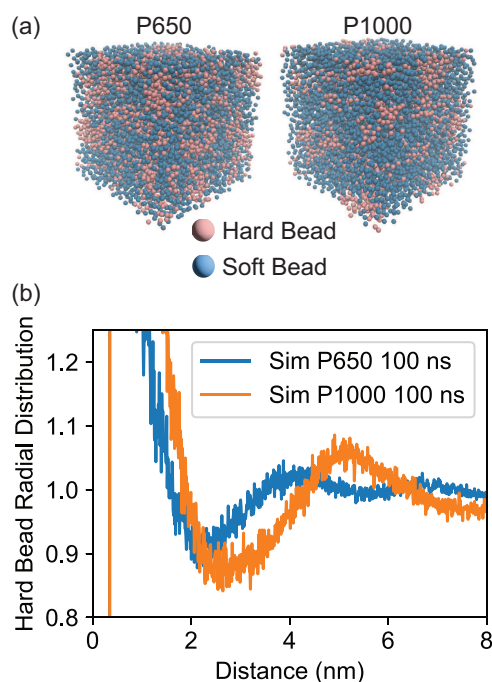 (a)
P650 P1000
Hard Bead
Soft Bead
(b)
Hard Bead Radial Distribution
1.2
1.1
1.0
0.9
0.8
Sim P650 100 ns
Sim P1000 100 ns
0 2 4 6 8
Distance (nm)